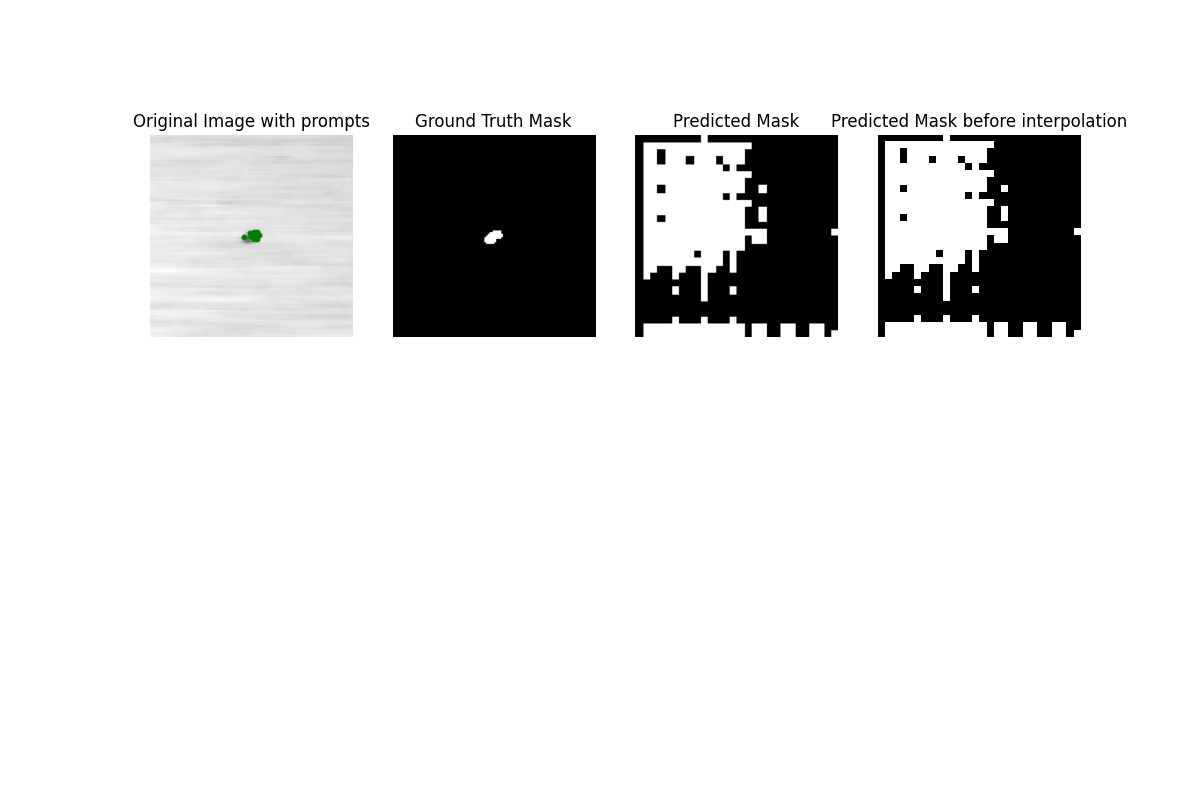 Original Image with prompts
Ground Truth Mask
Predicted Mask
Predicted Mask before interpolation